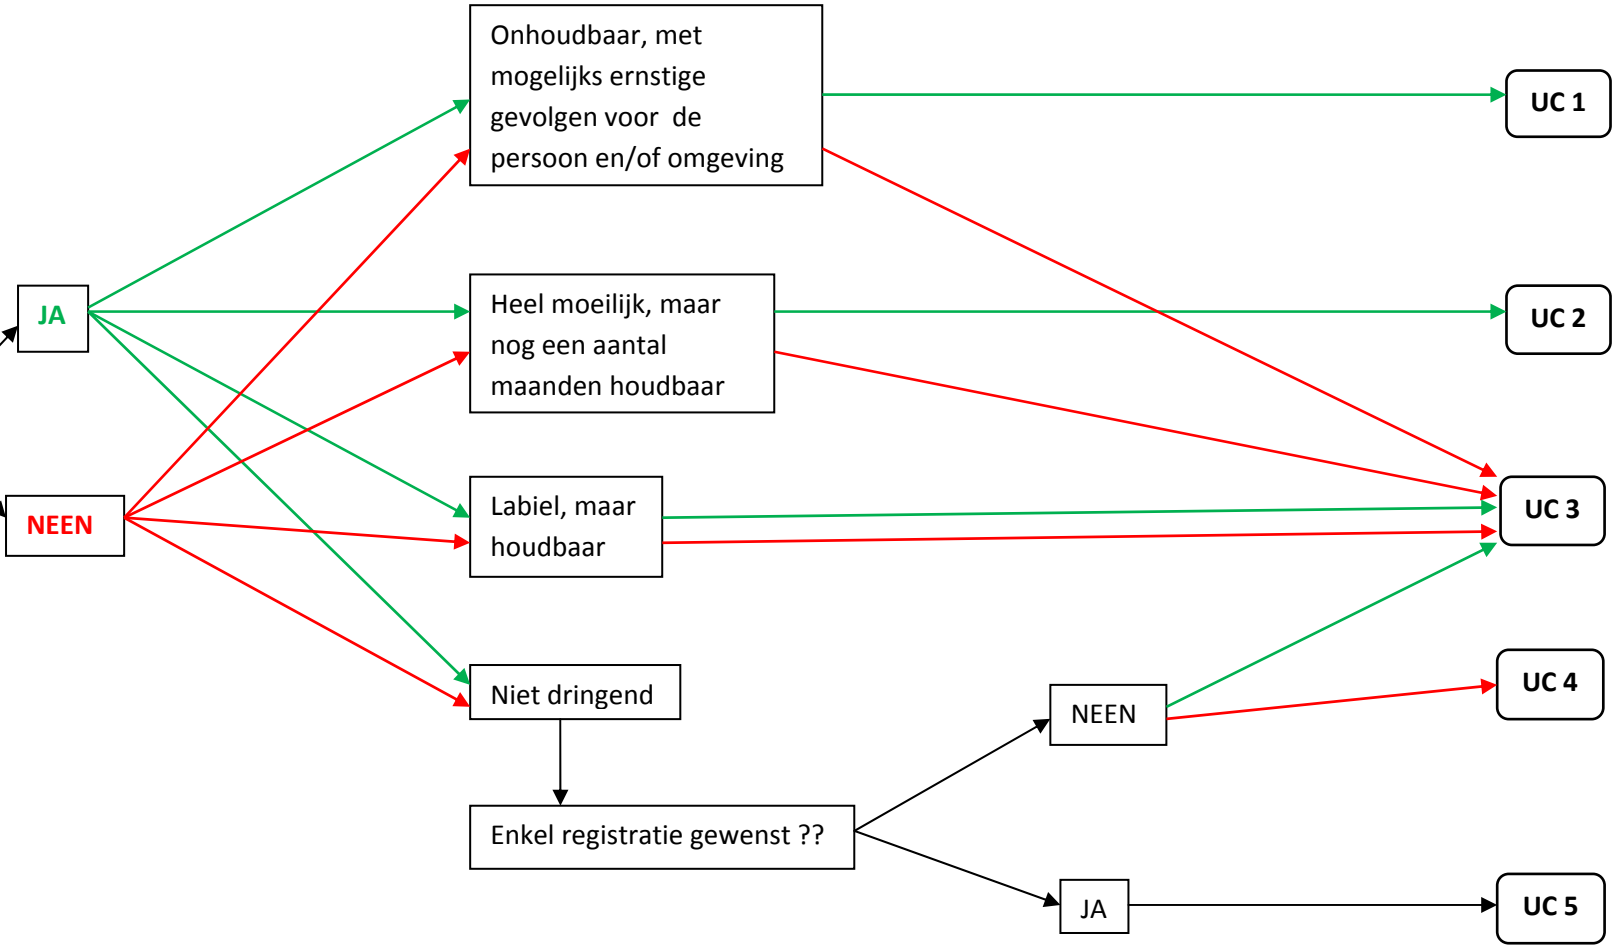 Onhoudbaar, met
mogelijks ernstige
gevolgen voor de
persoon en/of omgeving
UC 1
JA
Heel moeilijk, maar
nog een aantal
maanden houdbaar
UC 2
NEEN
Labiel, maar
houdbaar
UC 3
Niet dringend
NEEN
UC 4
Enkel registratie gewenst ??
JA
UC 5